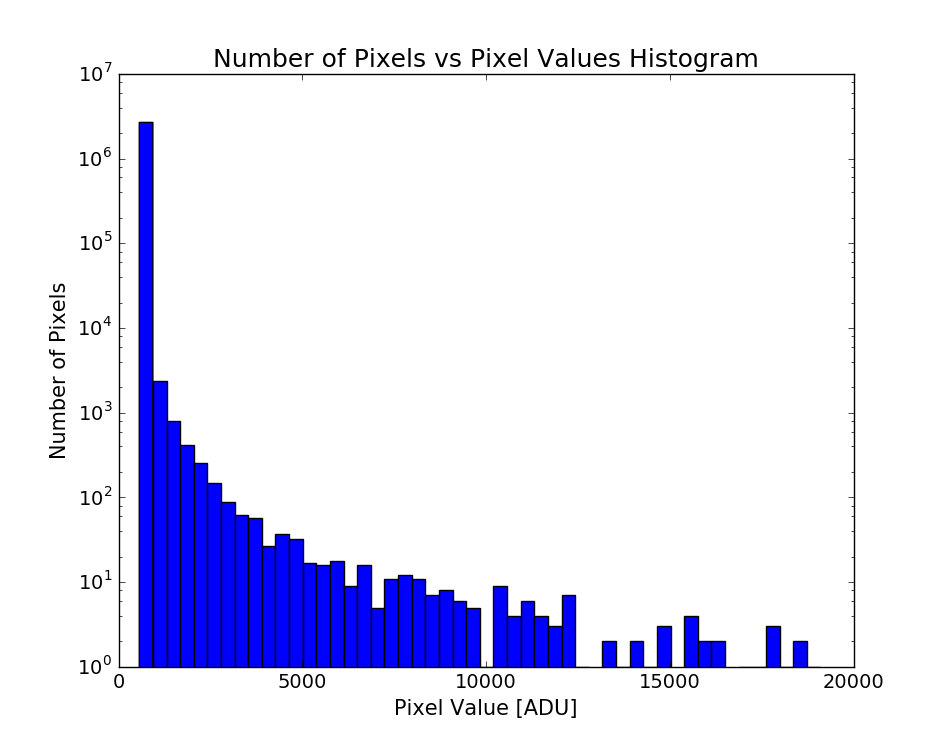 Number of Pixels vs Pixel Values Histogram
10^7
10^6
10^5
10^4
10^3
10^2
10^1
10^0
Number of Pixels
0 5000 10000 15000 20000
Pixel Value [ADU]